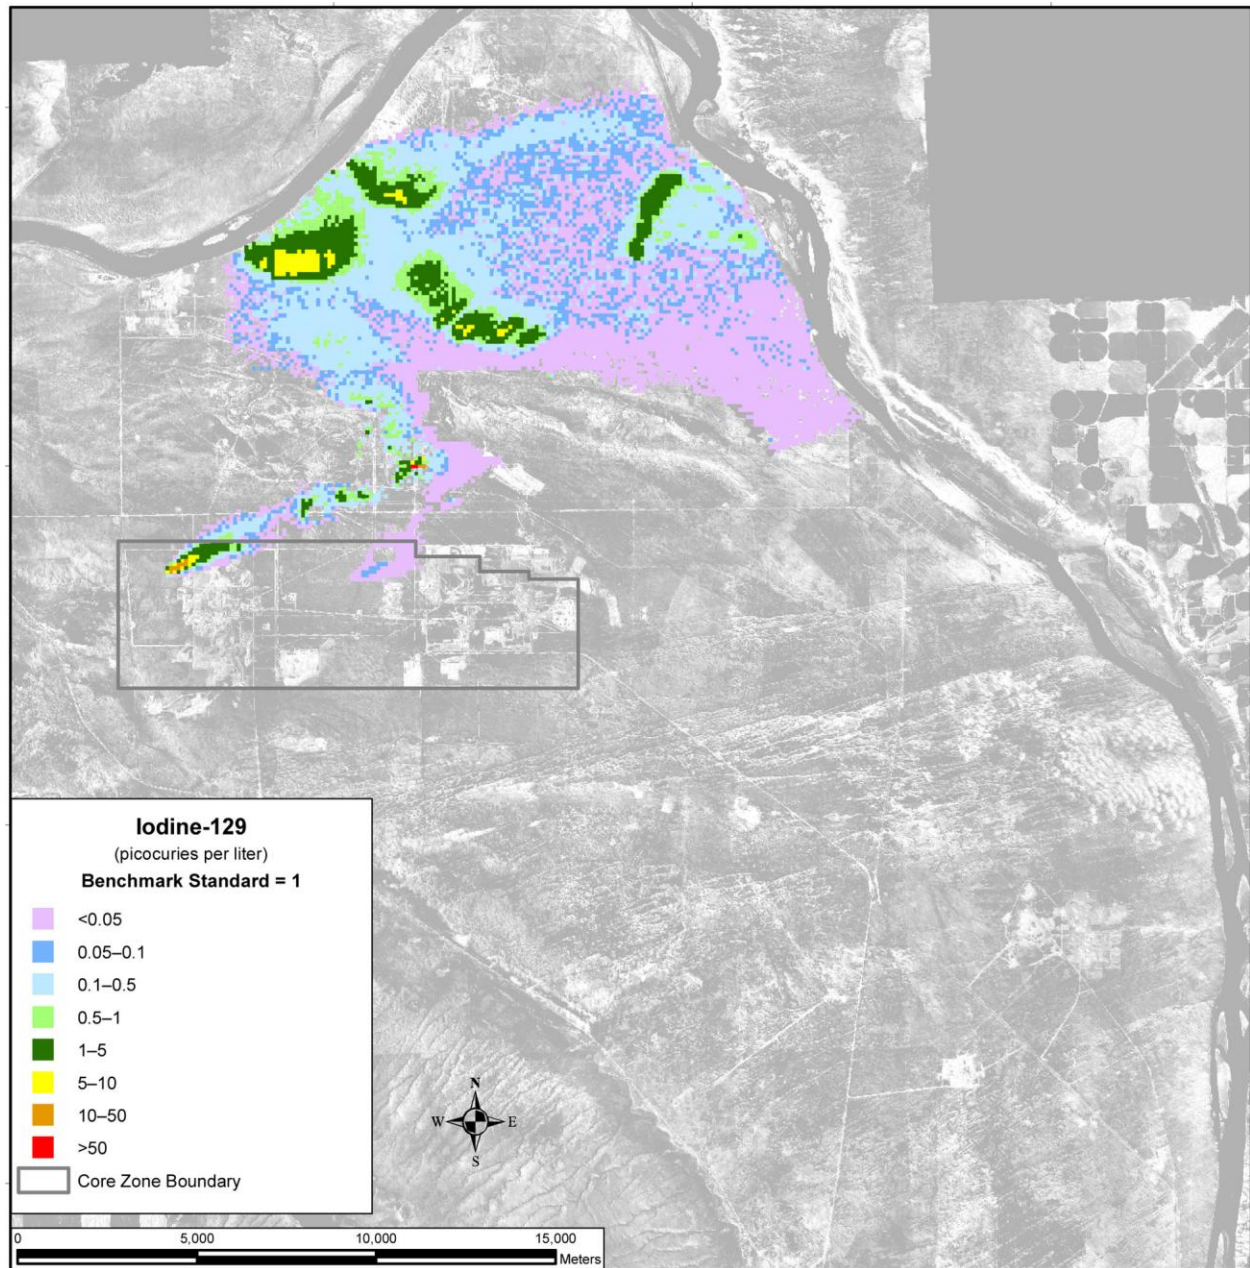 Iodine-129
(picocuries per liter)
Benchmark Standard = 1
<0.05
0.05–0.1
0.1–0.5
0.5–1
1–5
5–10
10–50
>50
Core Zone Boundary
N
W E
S
0 5,000 10,000 15,000
Meters